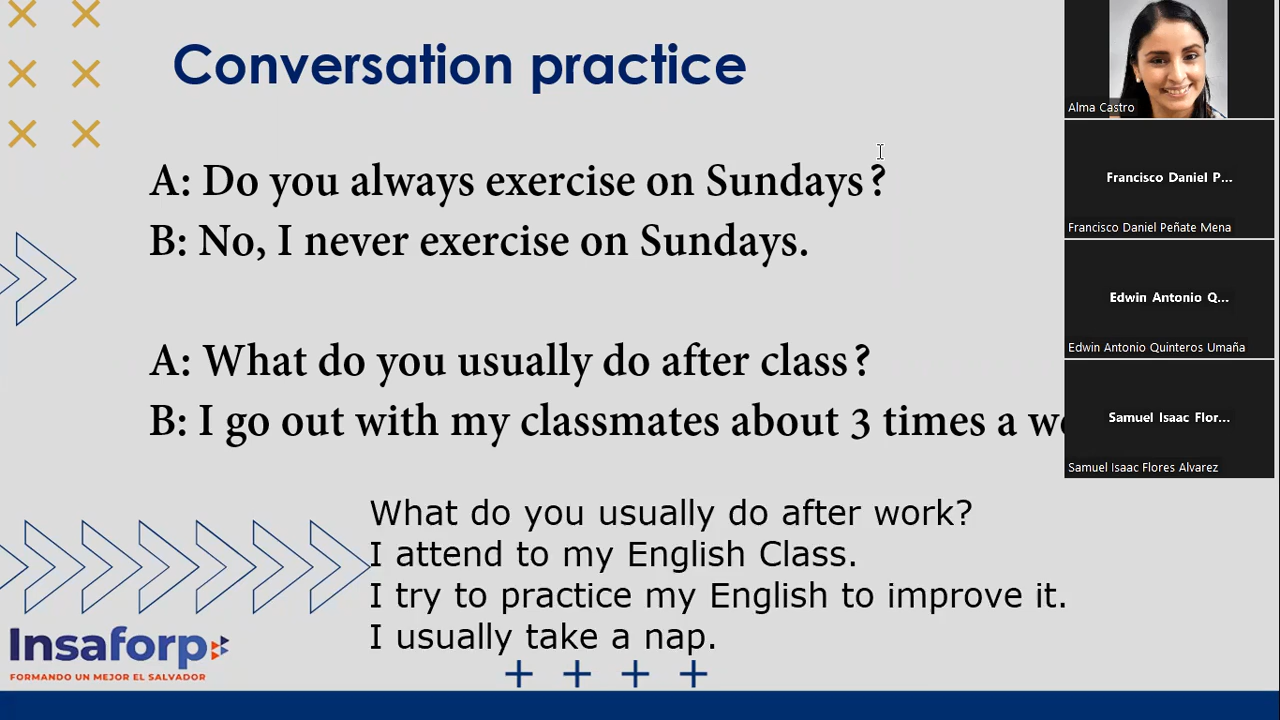 Conversation practice
A: Do you always exercise on Sundays?
B: No, I never exercise on Sundays.
A: What do you usually do after class?
B: I go out with my classmates about 3 times a
What do you usually do after work?
I attend to my English Class.
I try to practice my English to improve it.
I usually take a nap.
Insaforp
FORMANDO UN MEJOR EL SALVADOR
Alma Castro
Francisco Daniel P...
Francisco Daniel Peñate Mena
Edwin Antonio Q...
Edwin Antonio Quinteros Umaña
Samuel Isaac Flor...
Samuel Isaac Flores Alvarez